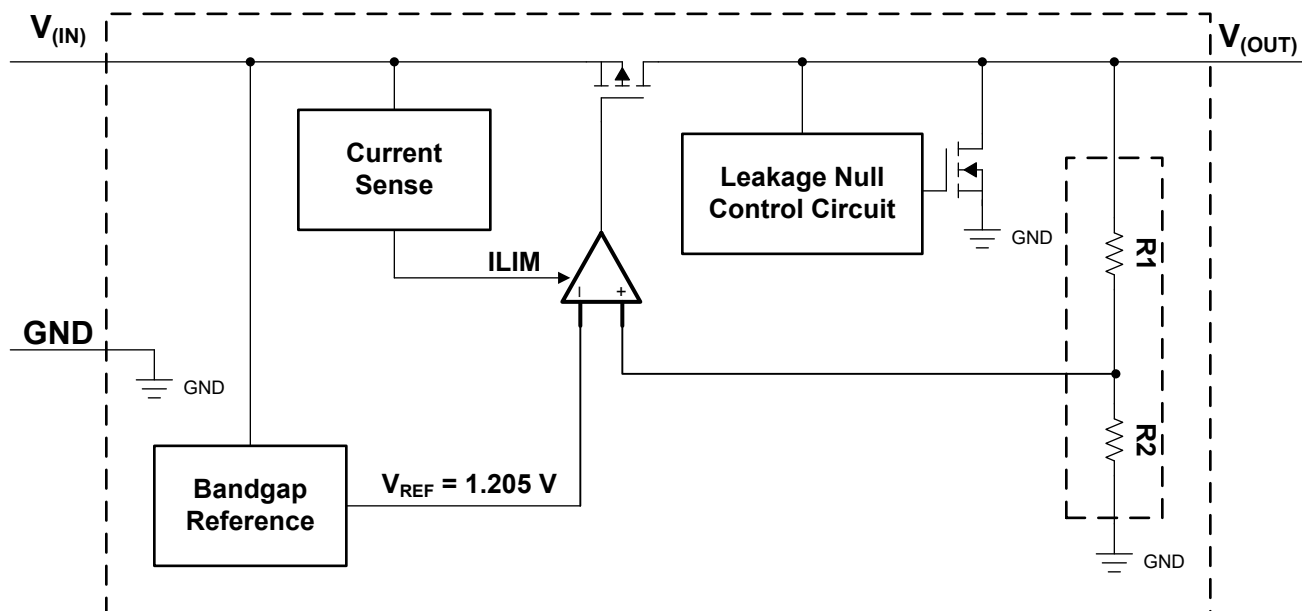 V(IN)
V(OUT)
Current
Sense
Leakage Null
Control Circuit
GND
R1
ILIM
– +
GND
GND
R2
Bandgap
Reference
VREF = 1.205 V
GND